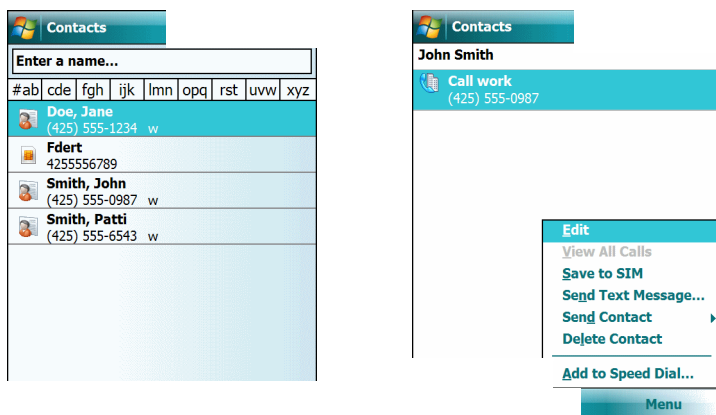 Contacts
Enter a name...
#ab cde fgh ijk lmn opq rst uvw xyz
Doe, Jane
(425) 555-1234 w
Fdert
4255556789
Smith, John
(425) 555-0987 w
Smith, Patti
(425) 555-6543 w
Contacts
John Smith
Call work
(425) 555-0987
Edit
View All Calls
Save to SIM
Send Text Message...
Send Contact
Delete Contact
Add to Speed Dial...
Menu